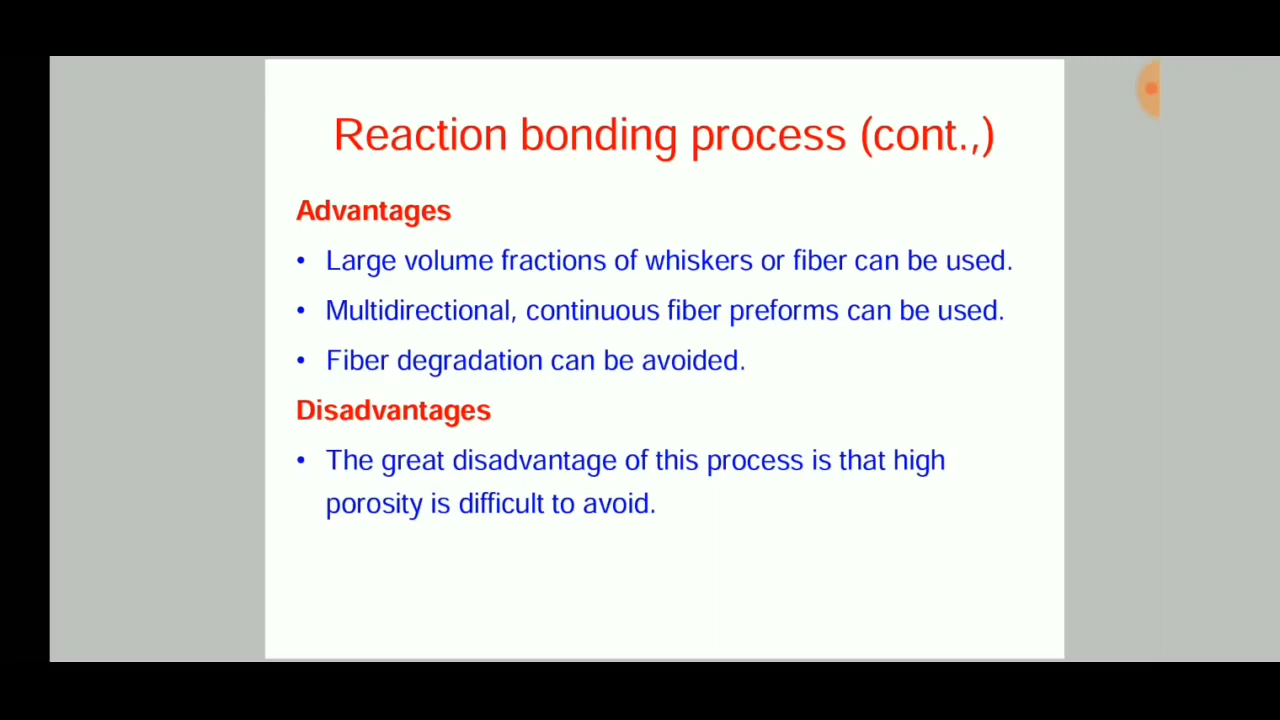 Reaction bonding process (cont.,)
Advantages
• Large volume fractions of whiskers or fiber can be used.
• Multidirectional, continuous fiber preforms can be used.
• Fiber degradation can be avoided.
Disadvantages
• The great disadvantage of this process is that high
porosity is difficult to avoid.